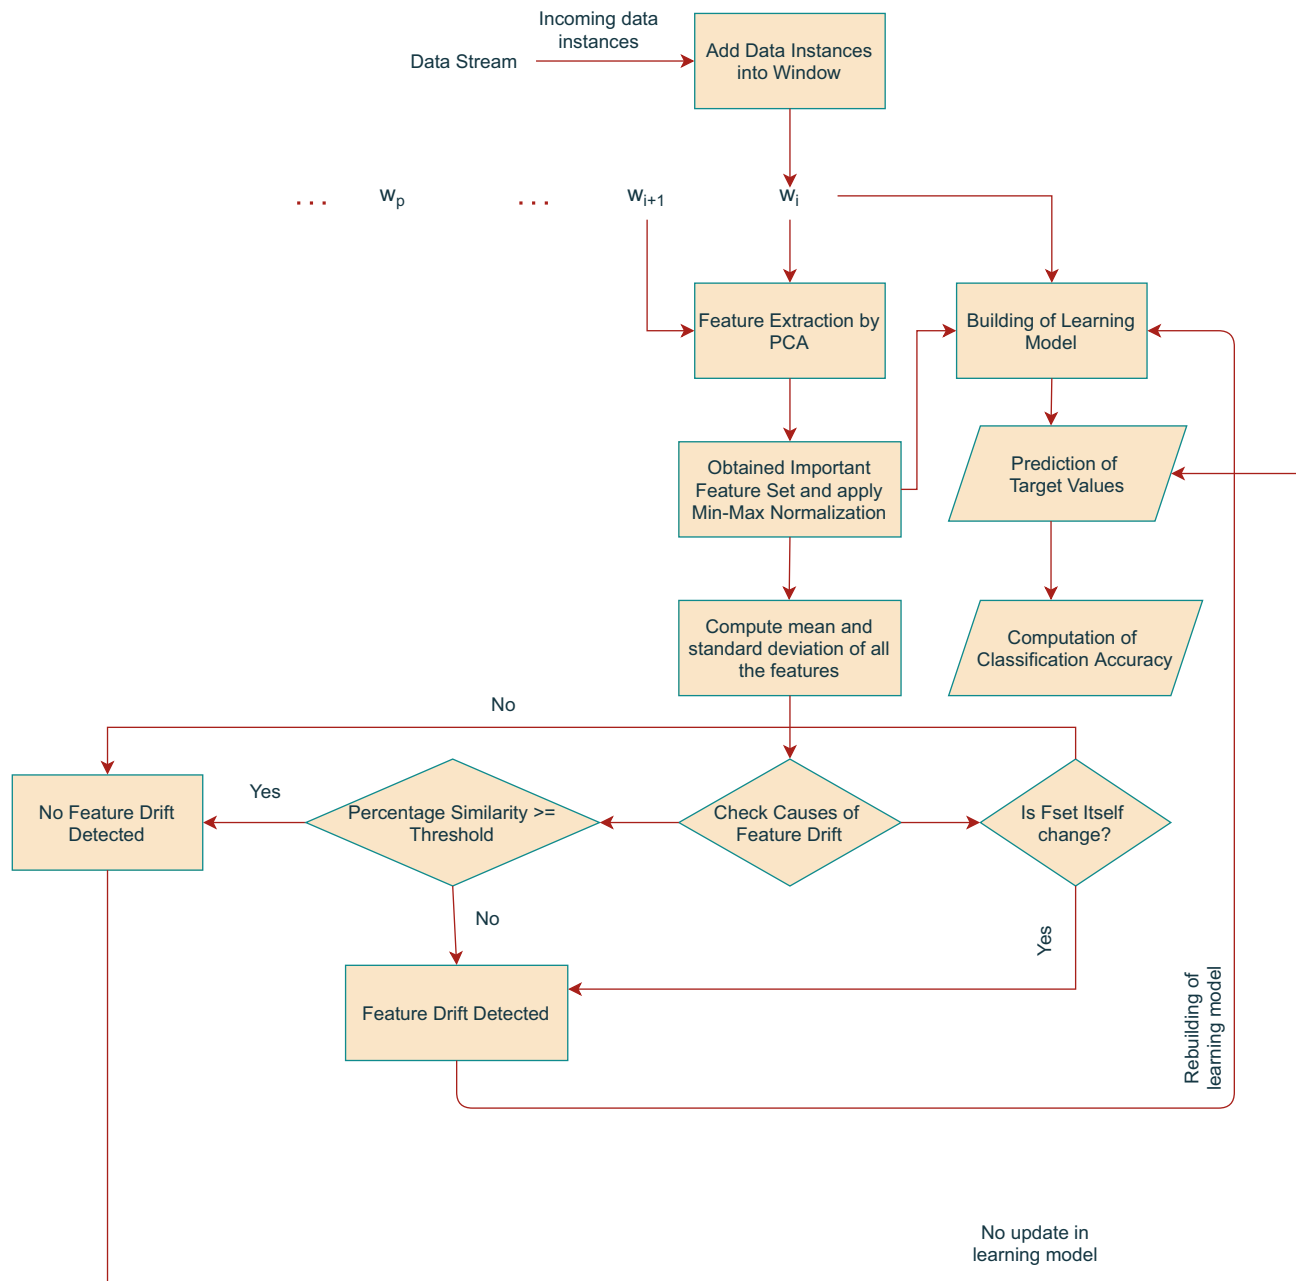 Incoming data
instances
Data Stream
Add Data Instances
into Window
... wp ... wi+1 wi
Feature Extraction by
PCA
Building of Learning
Model
Obtained Important
Feature Set and apply
Min-Max Normalization
Prediction of
Target Values
Compute mean and
standard deviation of all
the features
Computation of
Classification Accuracy
No
No Feature Drift
Detected
Yes
Percentage Similarity >=
Threshold
Check Causes of
Feature Drift
Is Fset Itself
change?
No
Yes
Feature Drift Detected
Rebuilding of
learning model
No update in
learning model